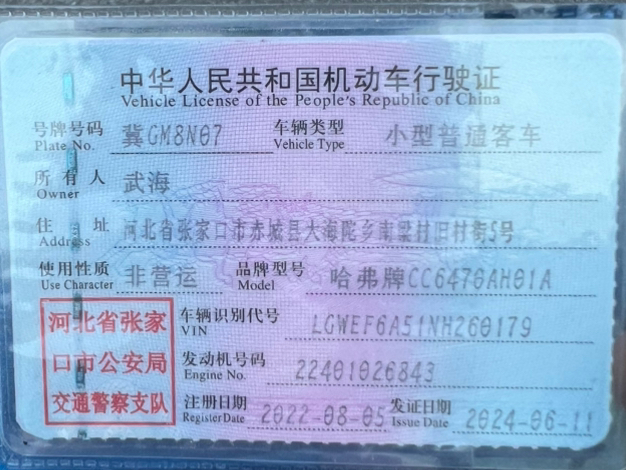 中华人民共和国机动车行驶证
Vehicle License of the People's Republic of China
号牌号码 冀GM8N07 车辆类型 小型普通客车
Plate No. Vehicle Type
所有人 武海
Owner
住址 河北省张家口市赤城县大海陀乡南梁村旧村街5号
Address
使用性质 非营运 品牌型号 哈弗牌CC6476AH01A
Use Character Model
河北省张家
口市公安局
交通警察支队
车辆识别代号 LGWEF6A51NH260179
VIN
发动机号码 22401026843
Engine No.
注册日期 2022-08-05 发证日期 2024-06-11
Register Date Issue Date